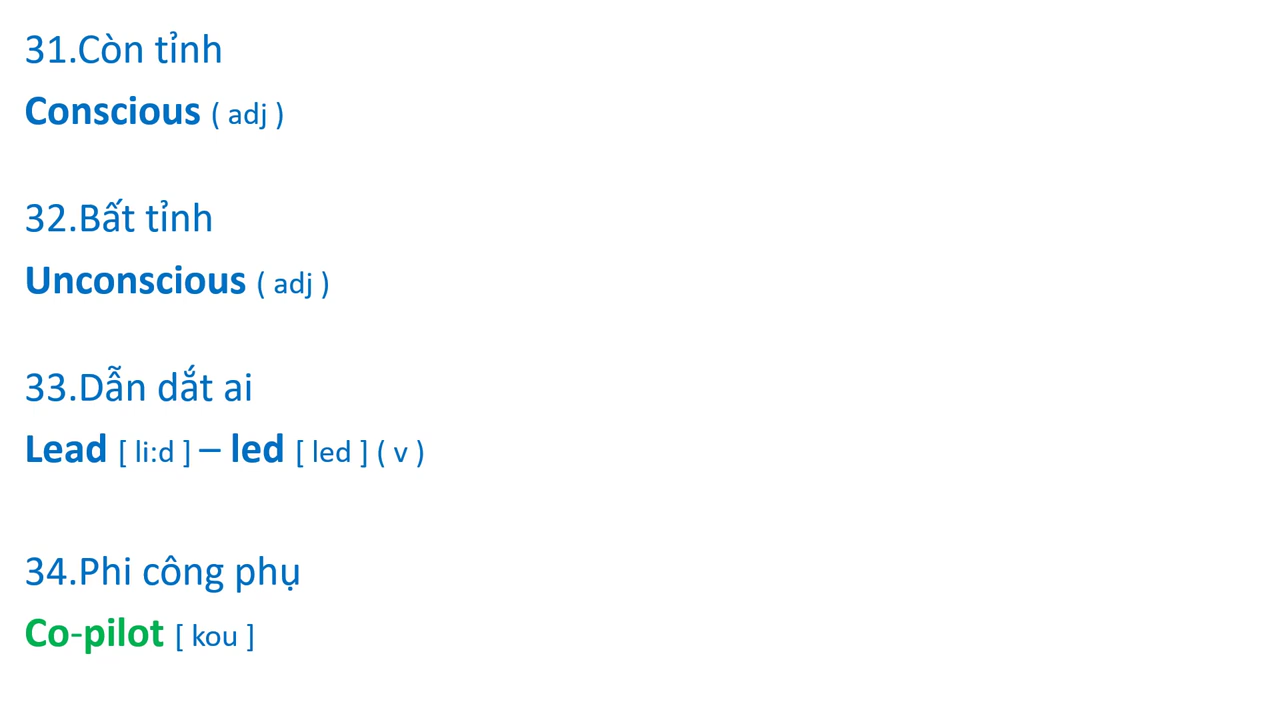 31.Còn tỉnh
Conscious ( adj )
32.Bất tỉnh
Unconscious ( adj )
33.Dẫn dắt ai
Lead [ li:d ] – led [ led ] ( v )
34.Phi công phụ
Co-pilot [ kou ]